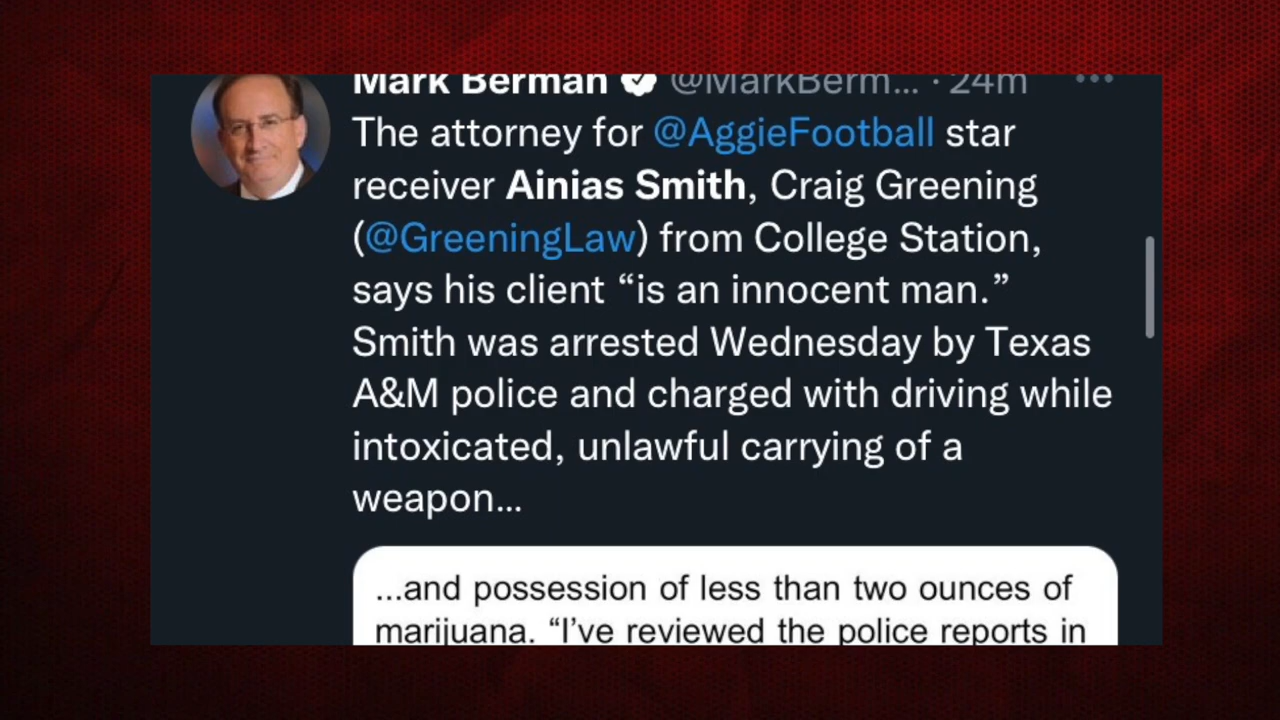 Mark Berman @MarkBerm... · 24m ...
The attorney for @AggieFootball star
receiver Ainias Smith, Craig Greening
(@GreeningLaw) from College Station,
says his client “is an innocent man.”
Smith was arrested Wednesday by Texas
A&M police and charged with driving while
intoxicated, unlawful carrying of a
weapon...
...and possession of less than two ounces of
marijuana. “I’ve reviewed the police reports in